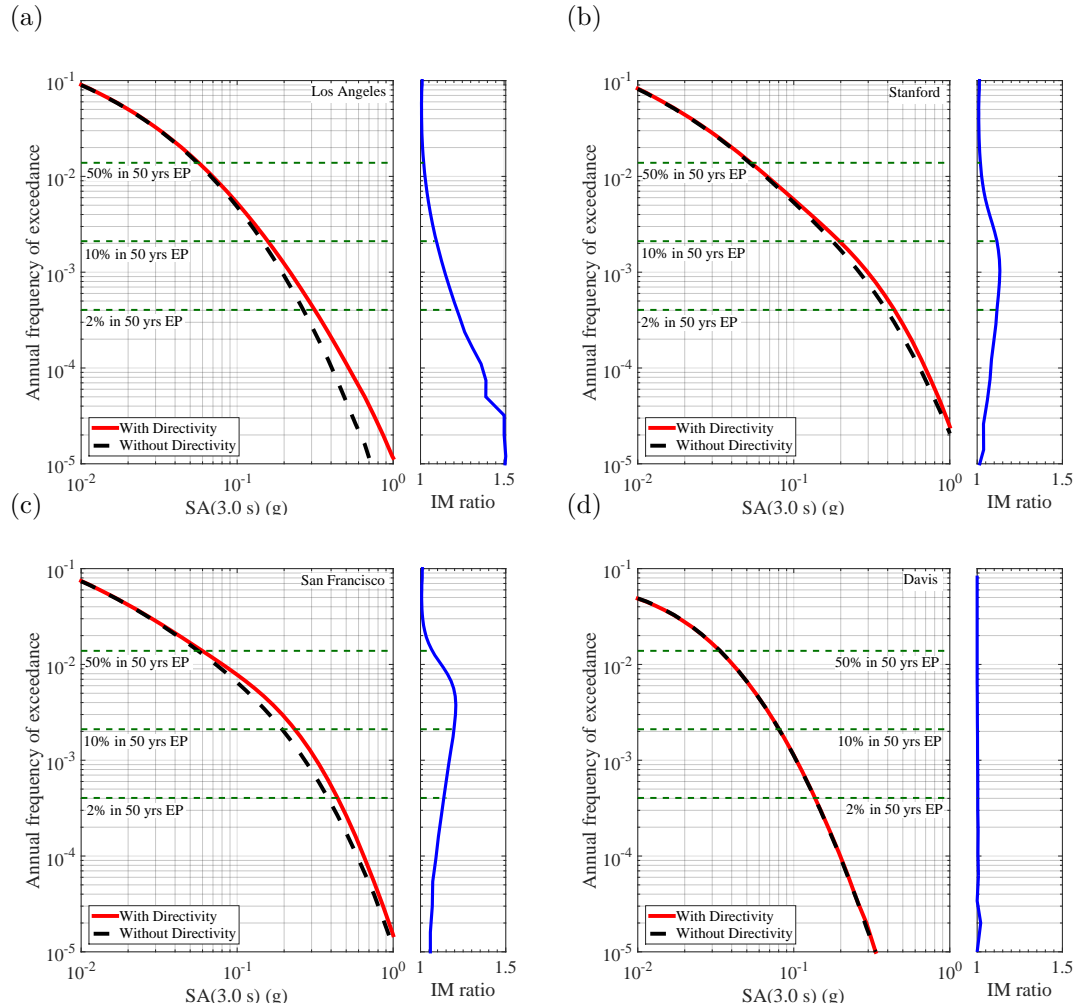 (a)
Annual frequency of exceedance
10^-1
10^-2
10^-3
10^-4
10^-5
Los Angeles
50% in 50 yrs EP
10% in 50 yrs EP
2% in 50 yrs EP
With Directivity
Without Directivity
10^-2 10^-1 10^0
SA(3.0 s) (g)
1 1.5
IM ratio
(b)
Annual frequency of exceedance
10^-1
10^-2
10^-3
10^-4
10^-5
Stanford
50% in 50 yrs EP
10% in 50 yrs EP
2% in 50 yrs EP
With Directivity
Without Directivity
10^-2 10^-1 10^0
SA(3.0 s) (g)
1 1.5
IM ratio
(c)
Annual frequency of exceedance
10^-1
10^-2
10^-3
10^-4
10^-5
San Francisco
50% in 50 yrs EP
10% in 50 yrs EP
2% in 50 yrs EP
With Directivity
Without Directivity
10^-2 10^-1 10^0
SA(3.0 s) (g)
1 1.5
IM ratio
(d)
Annual frequency of exceedance
10^-1
10^-2
10^-3
10^-4
10^-5
Davis
50% in 50 yrs EP
10% in 50 yrs EP
2% in 50 yrs EP
With Directivity
Without Directivity
10^-2 10^-1 10^0
SA(3.0 s) (g)
1 1.5
IM ratio